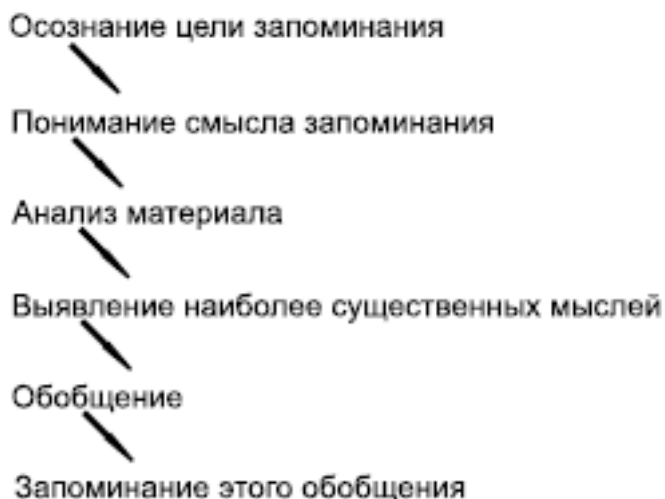 Осознание цели запоминания
Понимание смысла запоминания
Анализ материала
Выявление наиболее существенных мыслей
Обобщение
Запоминание этого обобщения